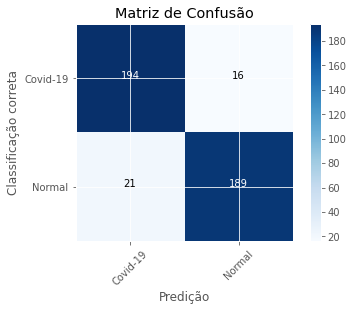 Matriz de Confusão
Classificação correta
Covid-19
194
16
Normal
21
189
Covid-19
Normal
Predição
180
160
140
120
100
80
60
40
20